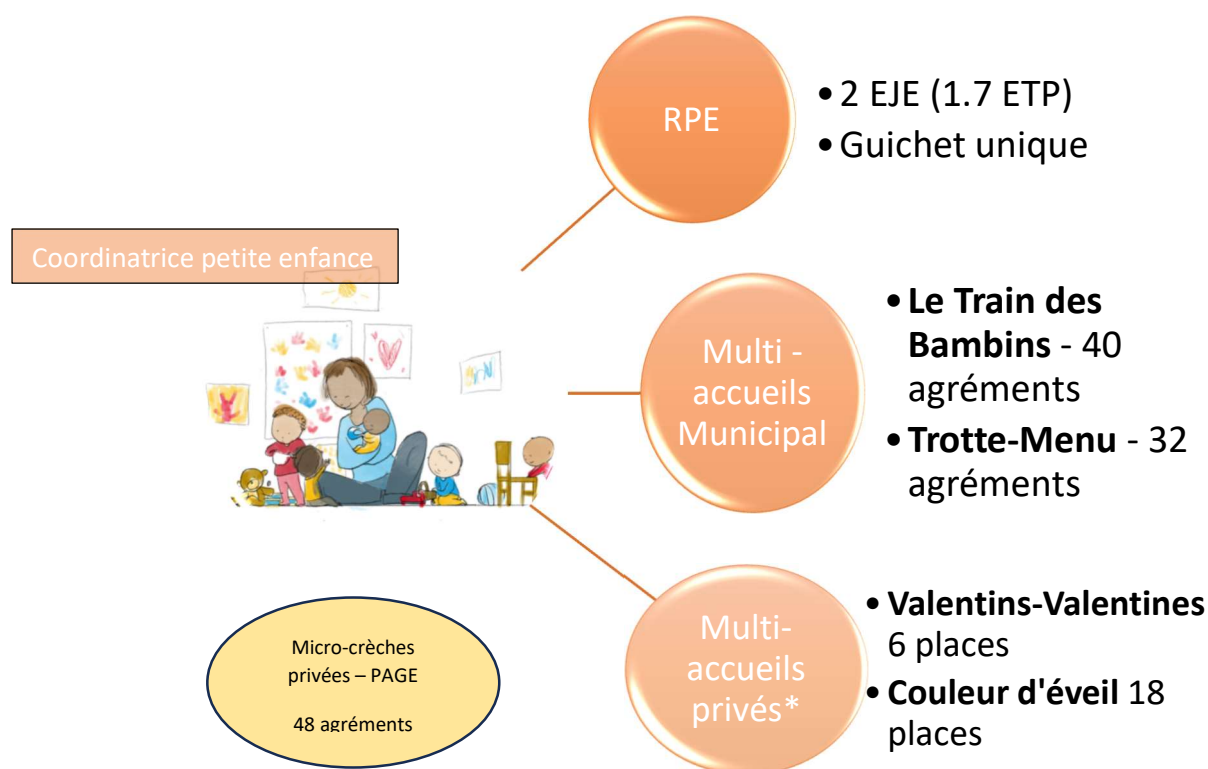 RPE
• 2 EJE (1.7 ETP)
• Guichet unique
Coordinatrice petite enfance
Multi -
accueils
Municipal
• Le Train des
Bambins - 40
agréments
• Trotte-Menu - 32
agréments
Multi-
accueils
privés*
• Valentins-Valentines
6 places
• Couleur d'éveil 18
places
Micro-crèches
privées – PAGE
48 agréments